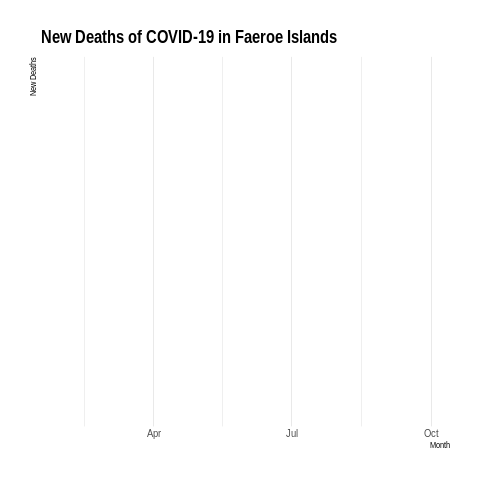 New Deaths of COVID-19 in Faeroe Islands
New Deaths
Apr Jul Oct
Month